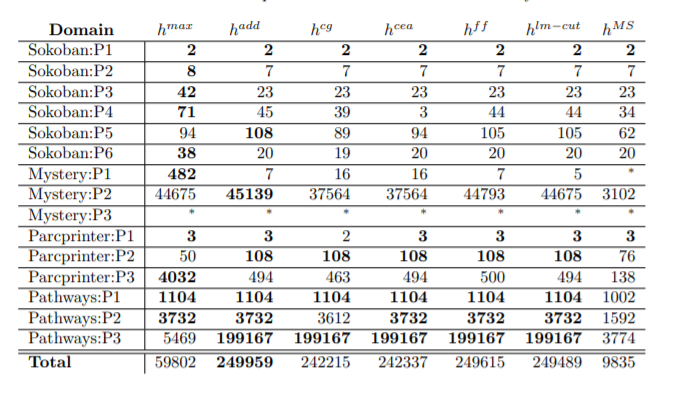 Domain h^max h^add h^cg h^cea h^ff h^lm-cut h^MS
Sokoban:P1 2 2 2 2 2 2 2
Sokoban:P2 8 7 7 7 7 7 7
Sokoban:P3 42 23 23 23 23 23 23
Sokoban:P4 71 45 39 3 44 44 34
Sokoban:P5 94 108 89 94 105 105 62
Sokoban:P6 38 20 19 20 20 20 20
Mystery:P1 482 7 16 16 7 5 *
Mystery:P2 44675 45139 37564 37564 44793 44675 3102
Mystery:P3 * * * * * * *
Parcprinter:P1 3 3 2 3 3 3 3
Parcprinter:P2 50 108 108 108 108 108 76
Parcprinter:P3 4032 494 463 494 500 494 138
Pathways:P1 1104 1104 1104 1104 1104 1104 1002
Pathways:P2 3732 3732 3612 3732 3732 3732 1592
Pathways:P3 5469 199167 199167 199167 199167 199167 3774
Total 59802 249959 242215 242337 249615 249489 9835